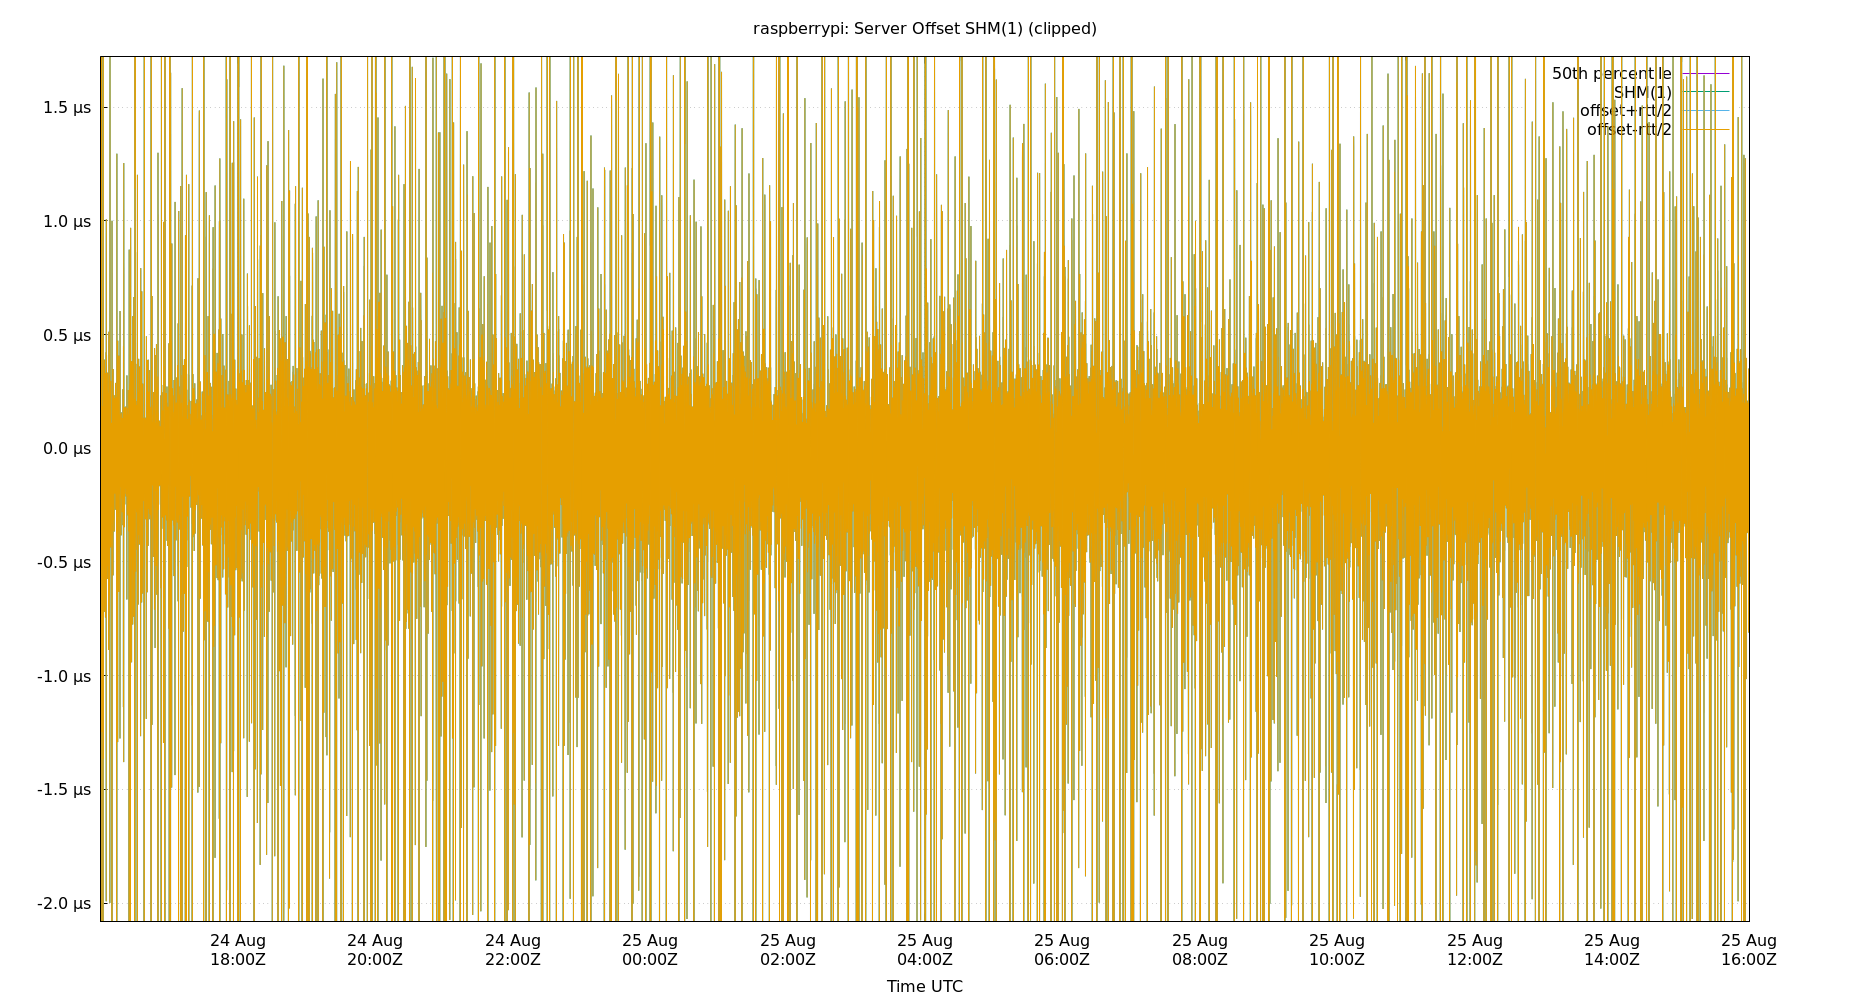 raspberrypi: Server Offset SHM(1) (clipped)
50th percentile
SHM(1)
offset+rtt/2
offset-rtt/2
1.5 µs
1.0 µs
0.5 µs
0.0 µs
-0.5 µs
-1.0 µs
-1.5 µs
-2.0 µs
24 Aug 24 Aug 24 Aug 25 Aug 25 Aug 25 Aug 25 Aug 25 Aug 25 Aug 25 Aug 25 Aug 25 Aug
18:00Z 20:00Z 22:00Z 00:00Z 02:00Z 04:00Z 06:00Z 08:00Z 10:00Z 12:00Z 14:00Z 16:00Z
Time UTC